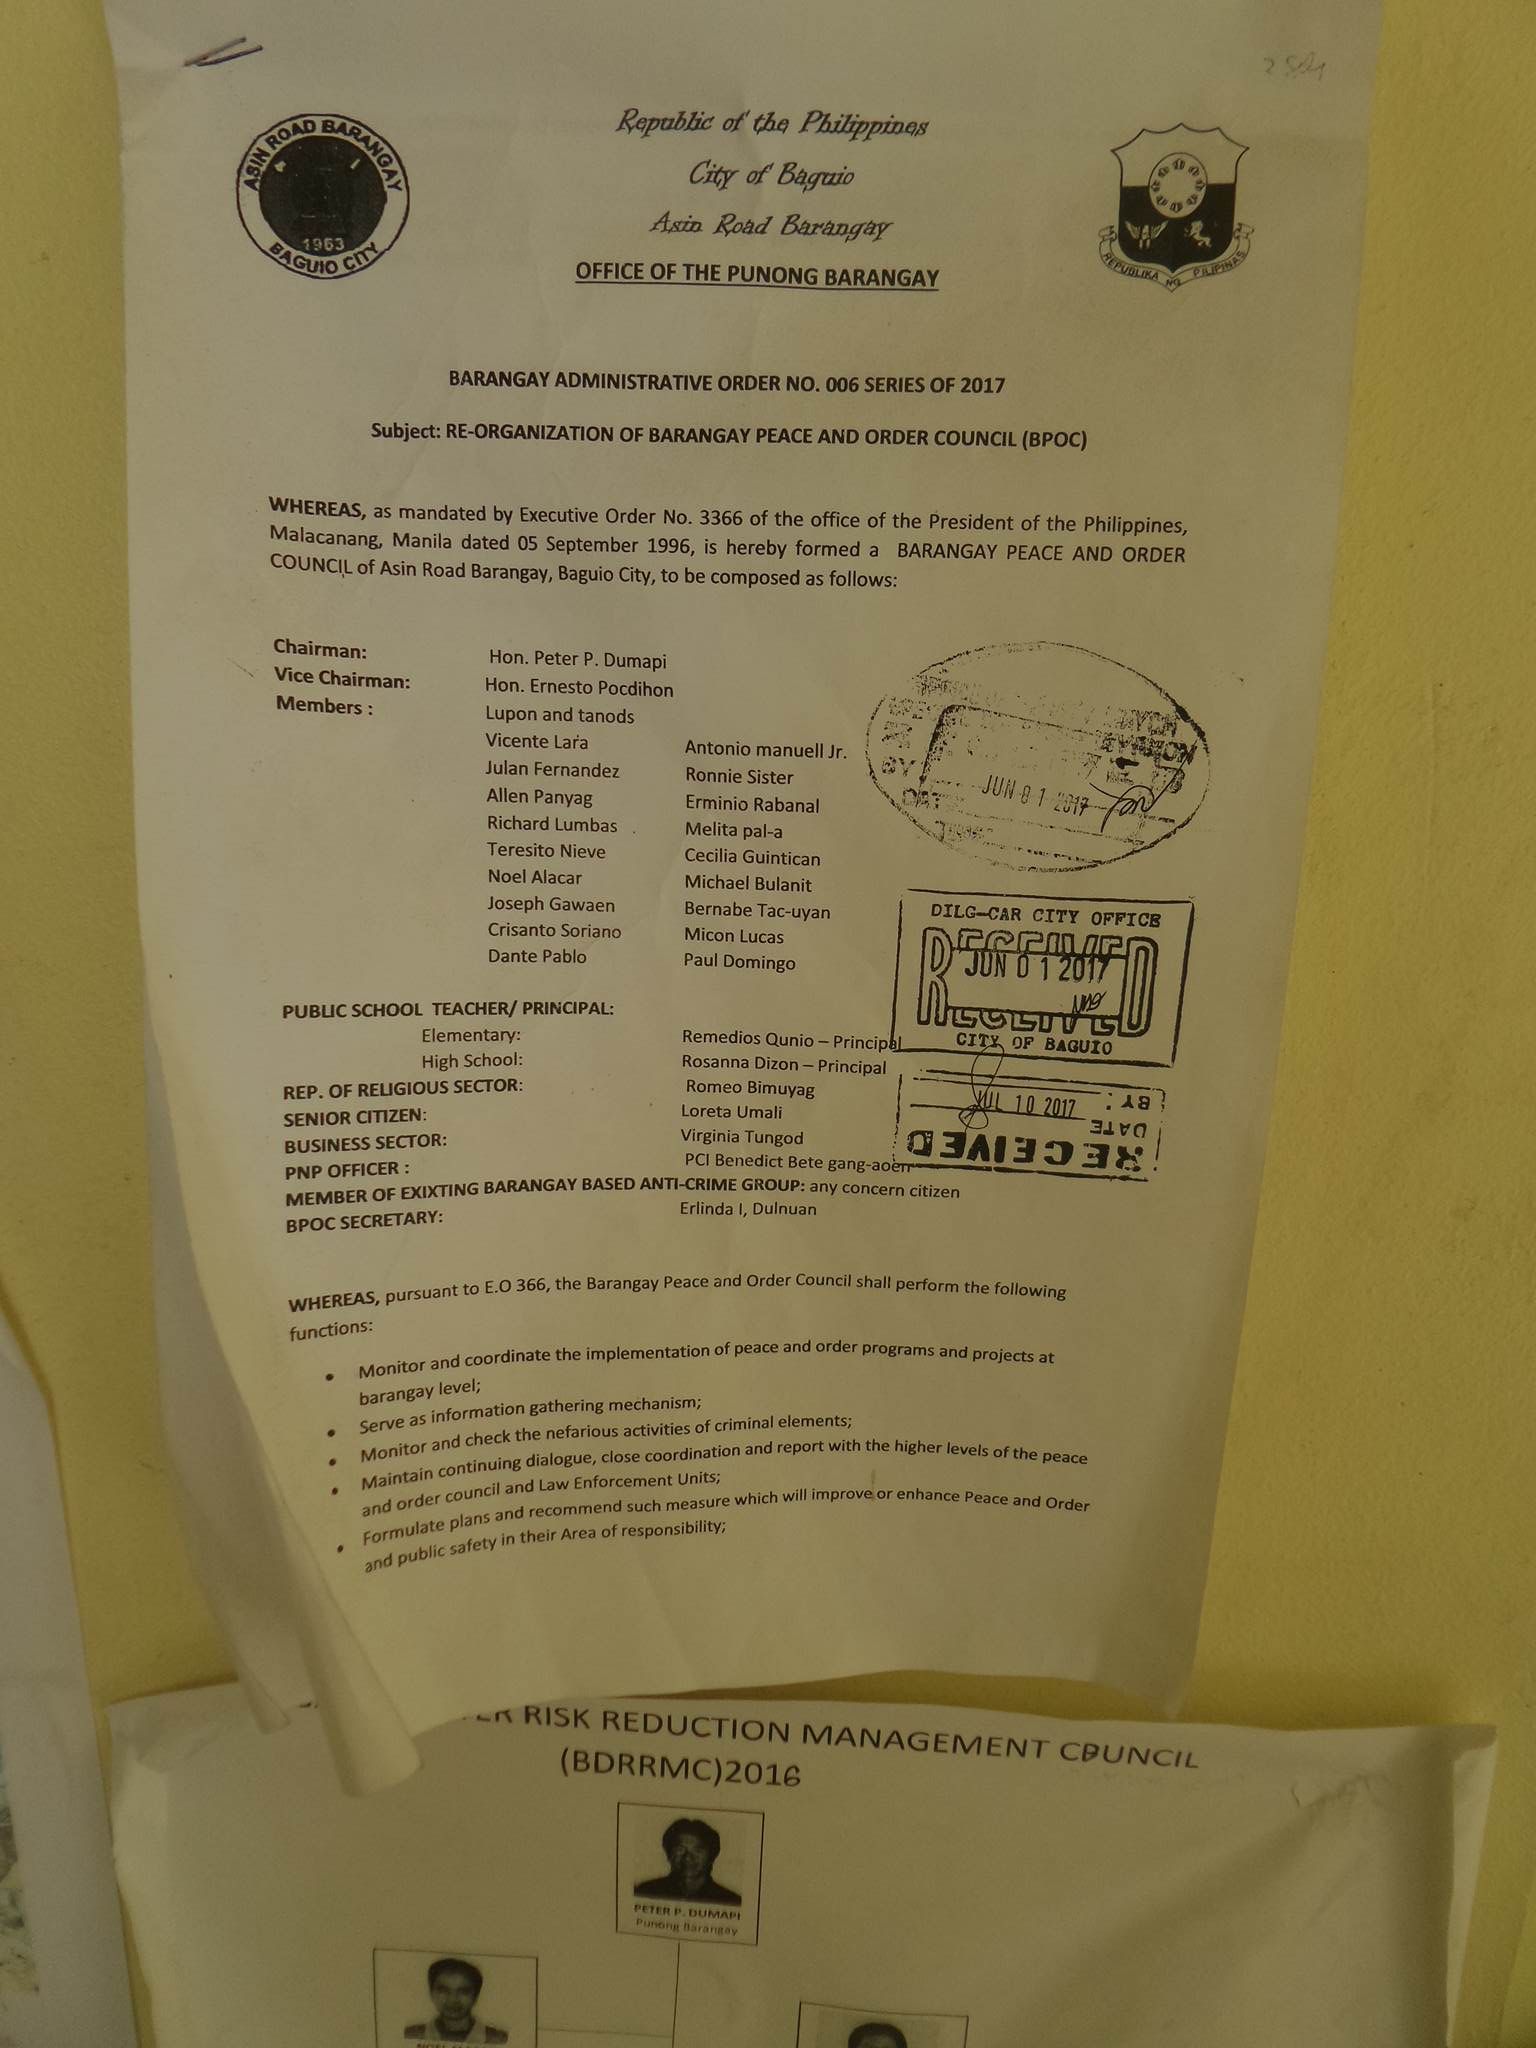 ASIN ROAD BARANGAY
4 1
1963
BAGUIO CITY
Republic of the Philippines
City of Baguio
Asin Road Barangay
OFFICE OF THE PUNONG BARANGAY
REPUBLIKA NG PILIPINAS
BARANGAY ADMINISTRATIVE ORDER NO. 006 SERIES OF 2017
Subject: RE-ORGANIZATION OF BARANGAY PEACE AND ORDER COUNCIL (BPOC)
WHEREAS, as mandated by Executive Order No. 3366 of the office of the President of the Philippines,
Malacanang, Manila dated 05 September 1996, is hereby formed a BARANGAY PEACE AND ORDER
COUNCIL of Asin Road Barangay, Baguio City, to be composed as follows:
Chairman: Hon. Peter P. Dumapi
Vice Chairman: Hon. Ernesto Pocdihon
Members : Lupon and tanods
Vicente Lara Antonio manuell Jr.
Julan Fernandez Ronnie Sister
Allen Panyag Erminio Rabanal
Richard Lumbas Melita pal-a
Teresito Nieve Cecilia Guintican
Noel Alacar Michael Bulanit
Joseph Gawaen Bernabe Tac-uyan
Crisanto Soriano Micon Lucas
Dante Pablo Paul Domingo
JUN 01 2017
DILG-CAR CITY OFFICE
RECEIVED
JUN 01 2017
CITY OF BAGUIO
PUBLIC SCHOOL TEACHER/ PRINCIPAL:
Elementary: Remedios Qunio – Principal
High School: Rosanna Dizon – Principal
REP. OF RELIGIOUS SECTOR: Romeo Bimuyag
SENIOR CITIZEN: Loreta Umali
BUSINESS SECTOR: Virginia Tungod
PNP OFFICER : PCI Benedict Bete gang-aoen
MEMBER OF EXIXTING BARANGAY BASED ANTI-CRIME GROUP: any concern citizen
BPOC SECRETARY: Erlinda I, Dulnuan
RECEIVED
DATE
JUL 10 2017
BY:
WHEREAS, pursuant to E.O 366, the Barangay Peace and Order Council shall perform the following
functions:
• Monitor and coordinate the implementation of peace and order programs and projects at
barangay level;
• Serve as information gathering mechanism;
• Monitor and check the nefarious activities of criminal elements;
• Maintain continuing dialogue, close coordination and report with the higher levels of the peace
and order council and Law Enforcement Units;
• Formulate plans and recommend such measure which will improve or enhance Peace and Order
and public safety in their Area of responsibility;
RISK REDUCTION MANAGEMENT COUNCIL
(BDRRMC)2016
PETER P. DUMAPI
Punong Barangay